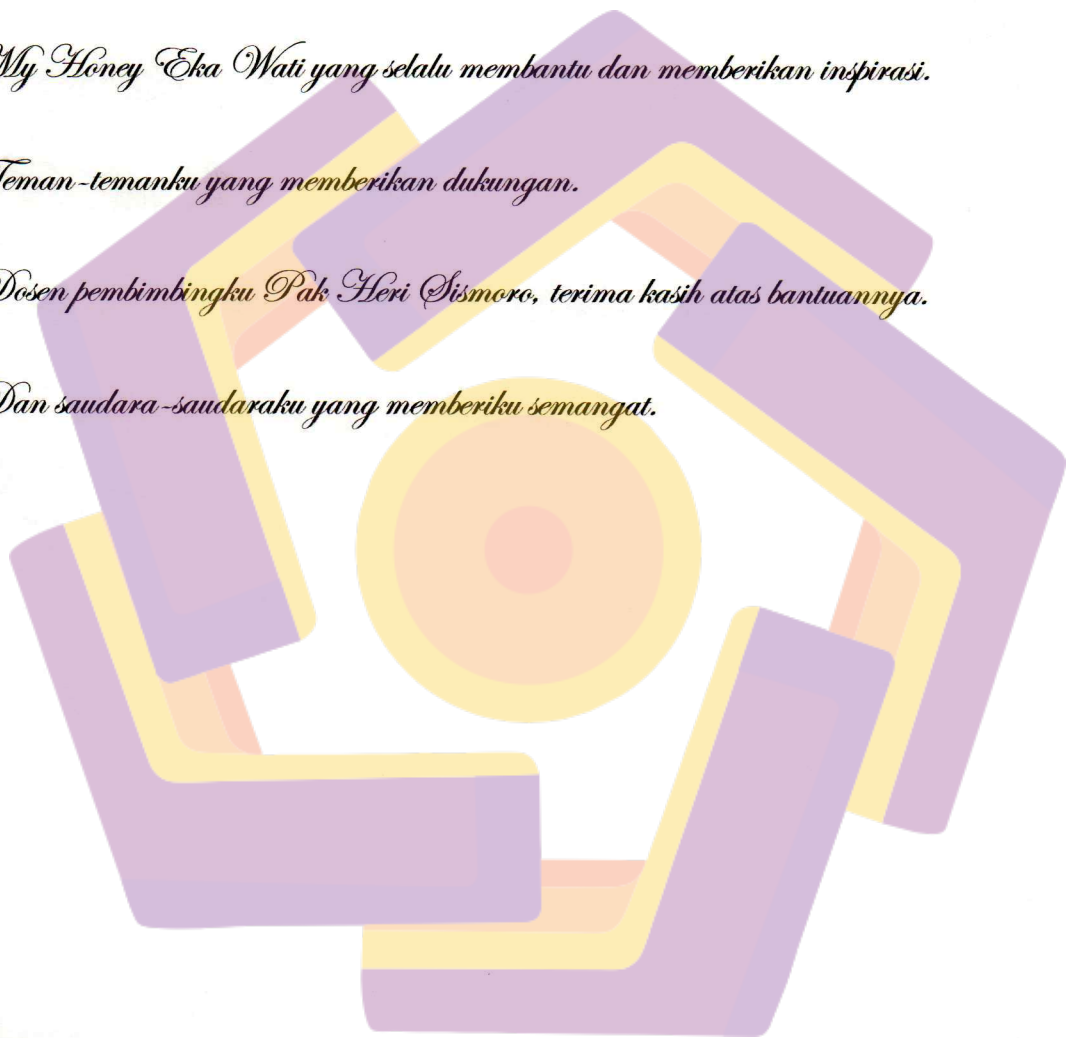 My Honey Eka Wati yang selalu membantu dan memberikan inspirasi.
Teman-temanku yang memberikan dukungan.
Dosen pembimbingku Pak Heri Sismoro, terima kasih atas bantuannya.
Dan saudara-saudaraku yang memberiku semangat.